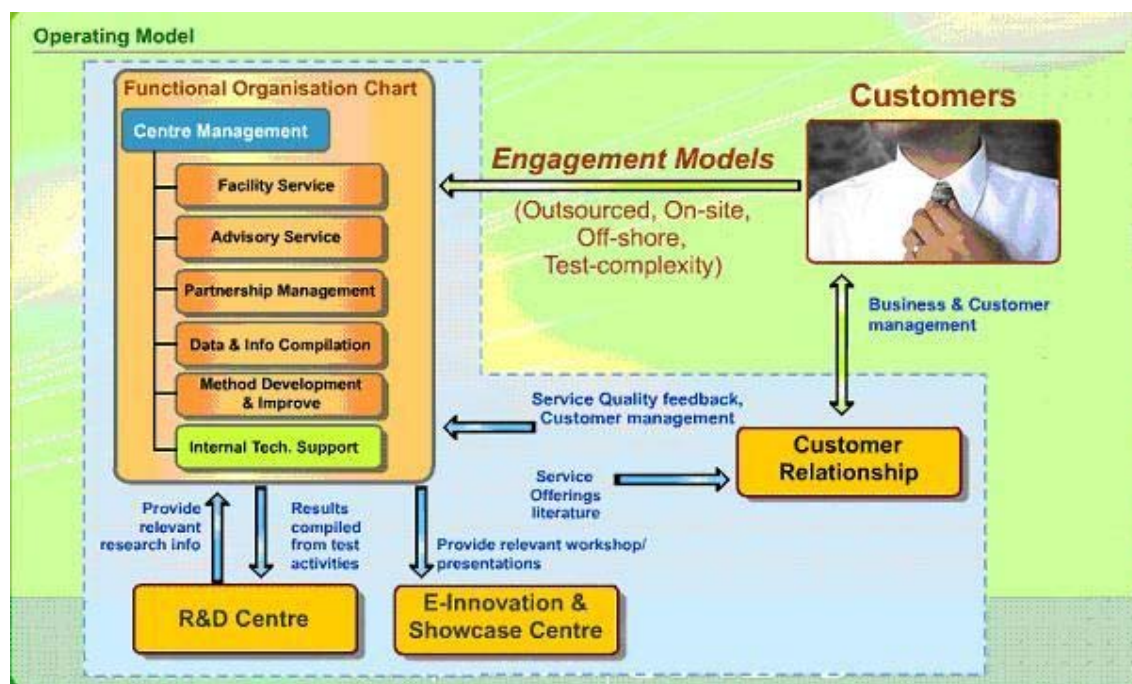 Operating Model
Functional Organisation Chart
Centre Management
Facility Service
Advisory Service
Partnership Management
Data & Info Compilation
Method Development
& Improve
Internal Tech. Support
Customers
Engagement Models
(Outsourced, On-site,
Off-shore,
Test-complexity)
Business & Customer
management
Service Quality feedback,
Customer management
Customer
Relationship
Service
Offerings
literature
Provide
relevant
research info
Results
compiled
from test
activities
Provide relevant workshop/
presentations
R&D Centre
E-Innovation &
Showcase Centre